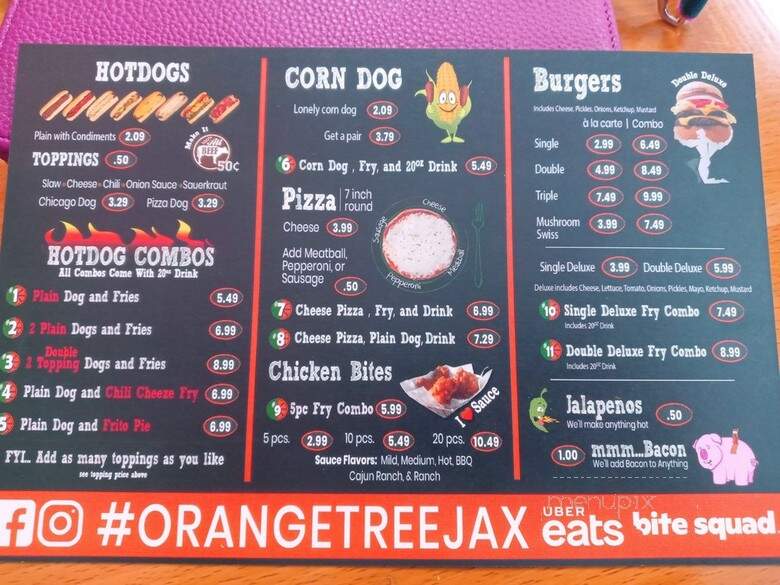 HOTDOGS
Plain with Condiments 2.09
Make It
All
BEEF
50¢
TOPPINGS .50
Slaw Cheese Chili Onion Sauce Sauerkraut
Chicago Dog 3.29 Pizza Dog 3.29
HOTDOG COMBOS
All Combos Come With 20oz Drink
#1 Plain Dog and Fries 5.49
#2 2 Plain Dogs and Fries 6.99
#3 2 Double Topping Dogs and Fries 8.99
#4 Plain Dog and Chili Cheeze Fry 6.99
5 Plain Dog and Frito Pie 6.99
FYI.. Add as many toppings as you like
see topping price above
CORN DOG
Lonely corn dog 2.09
Get a pair 3.79
#6 Corn Dog , Fry, and 20oz Drink 5.49
Pizza 7 inch round
Cheese 3.99
Add Meatball,
Pepperoni, or
Sausage .50
Cheese
Sausage
Pepperoni
Meatball
#7 Cheese Pizza , Fry, and Drink 6.99
#8 Cheese Pizza, Plain Dog, Drink 7.29
Chicken Bites
#9 5pc Fry Combo 5.99
I Sauce
5 pcs. 2.99 10 pcs. 5.49 20 pcs. 10.49
Sauce Flavors: Mild, Medium, Hot, BBQ
Cajun Ranch, & Ranch
Burgers
Double Deluxe
Includes Cheese, Pickles, Onions, Ketchup, Mustard
à la carte | Combo
Single 2.99 6.49
Double 4.99 8.49
Triple 7.49 9.99
Mushroom Swiss 3.99 7.49
Single Deluxe 3.99 Double Deluxe 5.99
Deluxe includes Cheese, Lettuce, Tomato, Onions, Pickles, Mayo, Ketchup, Mustard
#10 Single Deluxe Fry Combo 7.49
Includes 20oz Drink
#11 Double Deluxe Fry Combo 8.99
Includes 20oz Drink
Jalapeños .50
We'll make anything hot
1.00 mmm...Bacon
We'll add Bacon to Anything
menupix
f #ORANGETREEJAX UBER eats bite squad